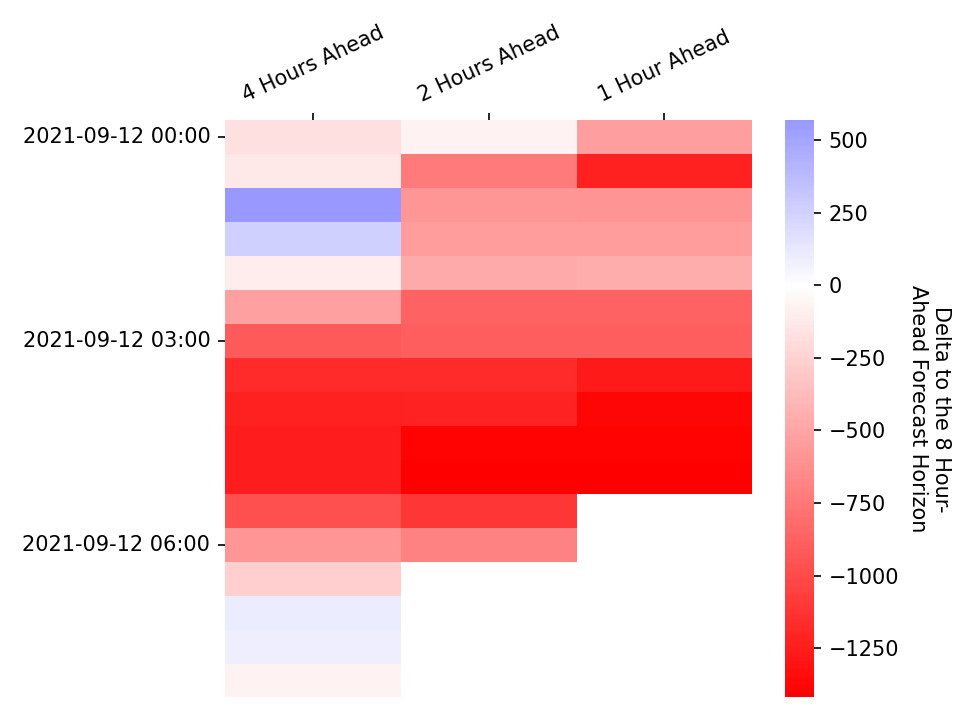 4 Hours Ahead
2 Hours Ahead
1 Hour Ahead
2021-09-12 00:00
2021-09-12 03:00
2021-09-12 06:00
500
250
0
−250
−500
−750
−1000
−1250
Delta to the 8 Hour-
Ahead Forecast Horizon